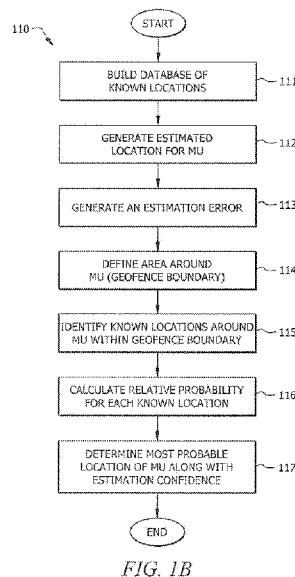 110
START
BUILD DATABASE OF
KNOWN LOCATIONS
111
GENERATE ESTIMATED
LOCATION FOR MU
112
GENERATE AN ESTIMATION ERROR
113
DEFINE AREA AROUND
MU (GEOFENCE BOUNDARY)
114
IDENTIFY KNOWN LOCATIONS AROUND
MU WITHIN GEOFENCE BOUNDARY
115
CALCULATE RELATIVE PROBABILITY
FOR EACH KNOWN LOCATION
116
DETERMINE MOST PROBABLE
LOCATION OF MU ALONG WITH
ESTIMATION CONFIDENCE
117
END
FIG. 1B